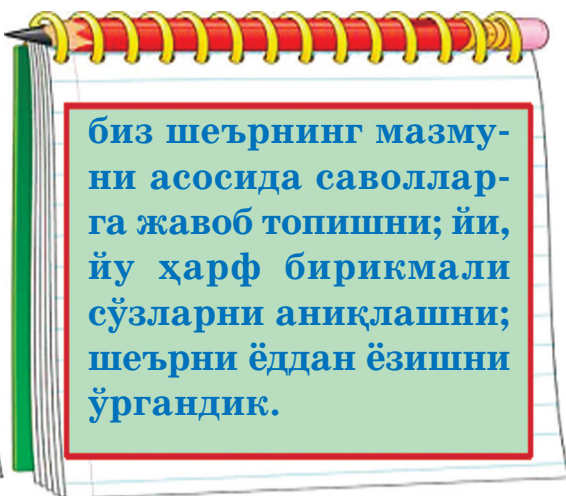 биз шеърнинг мазму-
ни асосида саволлар-
га жавоб топишни; йи,
йу ҳарф бирикмали
сўзларни аниқлашни;
шеърни ёддан ёзишни
ўргандик.